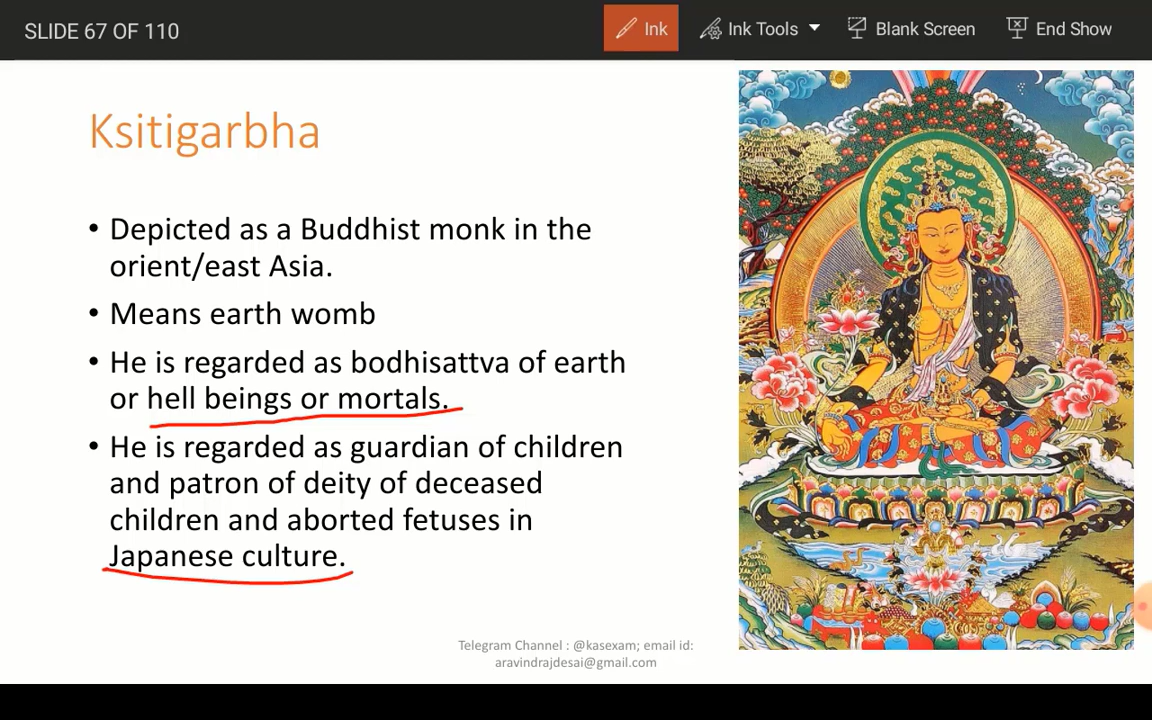 SLIDE 67 OF 110
Ink
Ink Tools
Blank Screen
End Show
Ksitigarbha
• Depicted as a Buddhist monk in the
orient/east Asia.
• Means earth womb
• He is regarded as bodhisattva of earth
or hell beings or mortals.
• He is regarded as guardian of children
and patron of deity of deceased
children and aborted fetuses in
Japanese culture.
Telegram Channel : @kasexam; email id:
aravindrajdesai@gmail.com